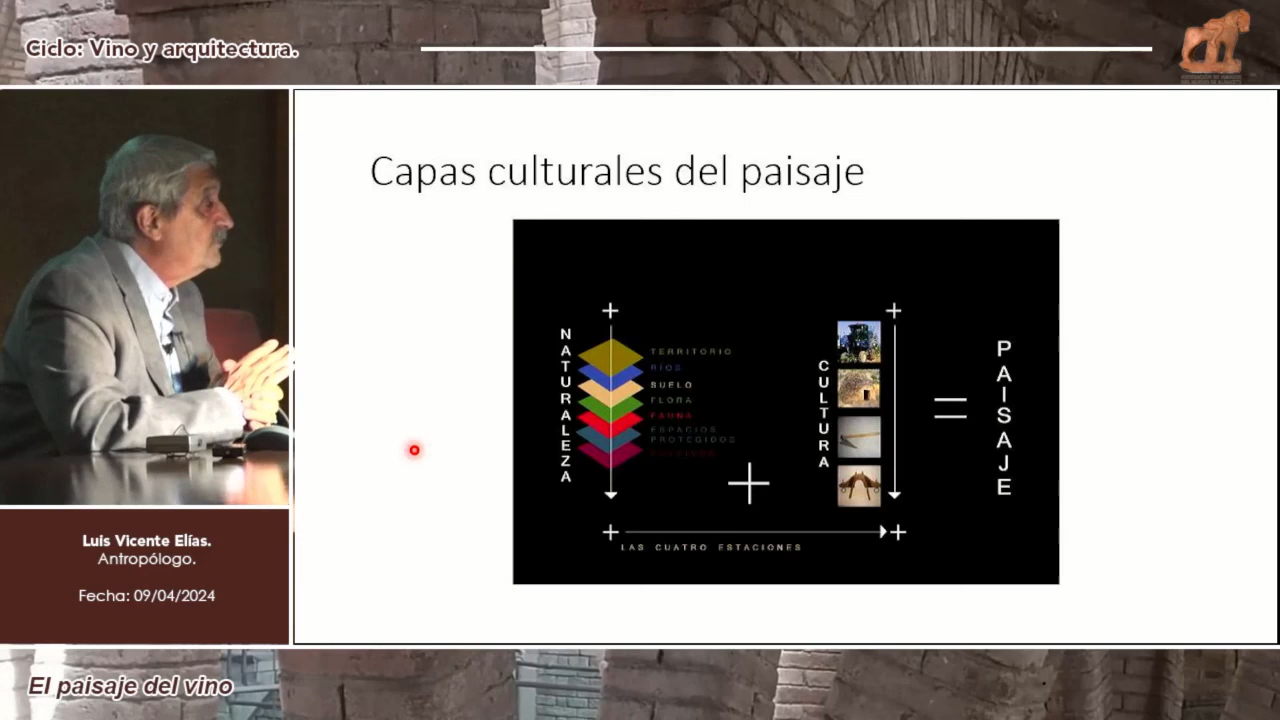 Ciclo: Vino y arquitectura.
Capas culturales del paisaje
NATURALEZA
TERRITORIO
RÍOS
SUELO
FLORA
FAUNA
ESPACIOS
PROTEGIDOS
CULTURA
PAISAJE
LAS CUATRO ESTACIONES
Luis Vicente Elías.
Antropólogo.
Fecha: 09/04/2024
El paisaje del vino